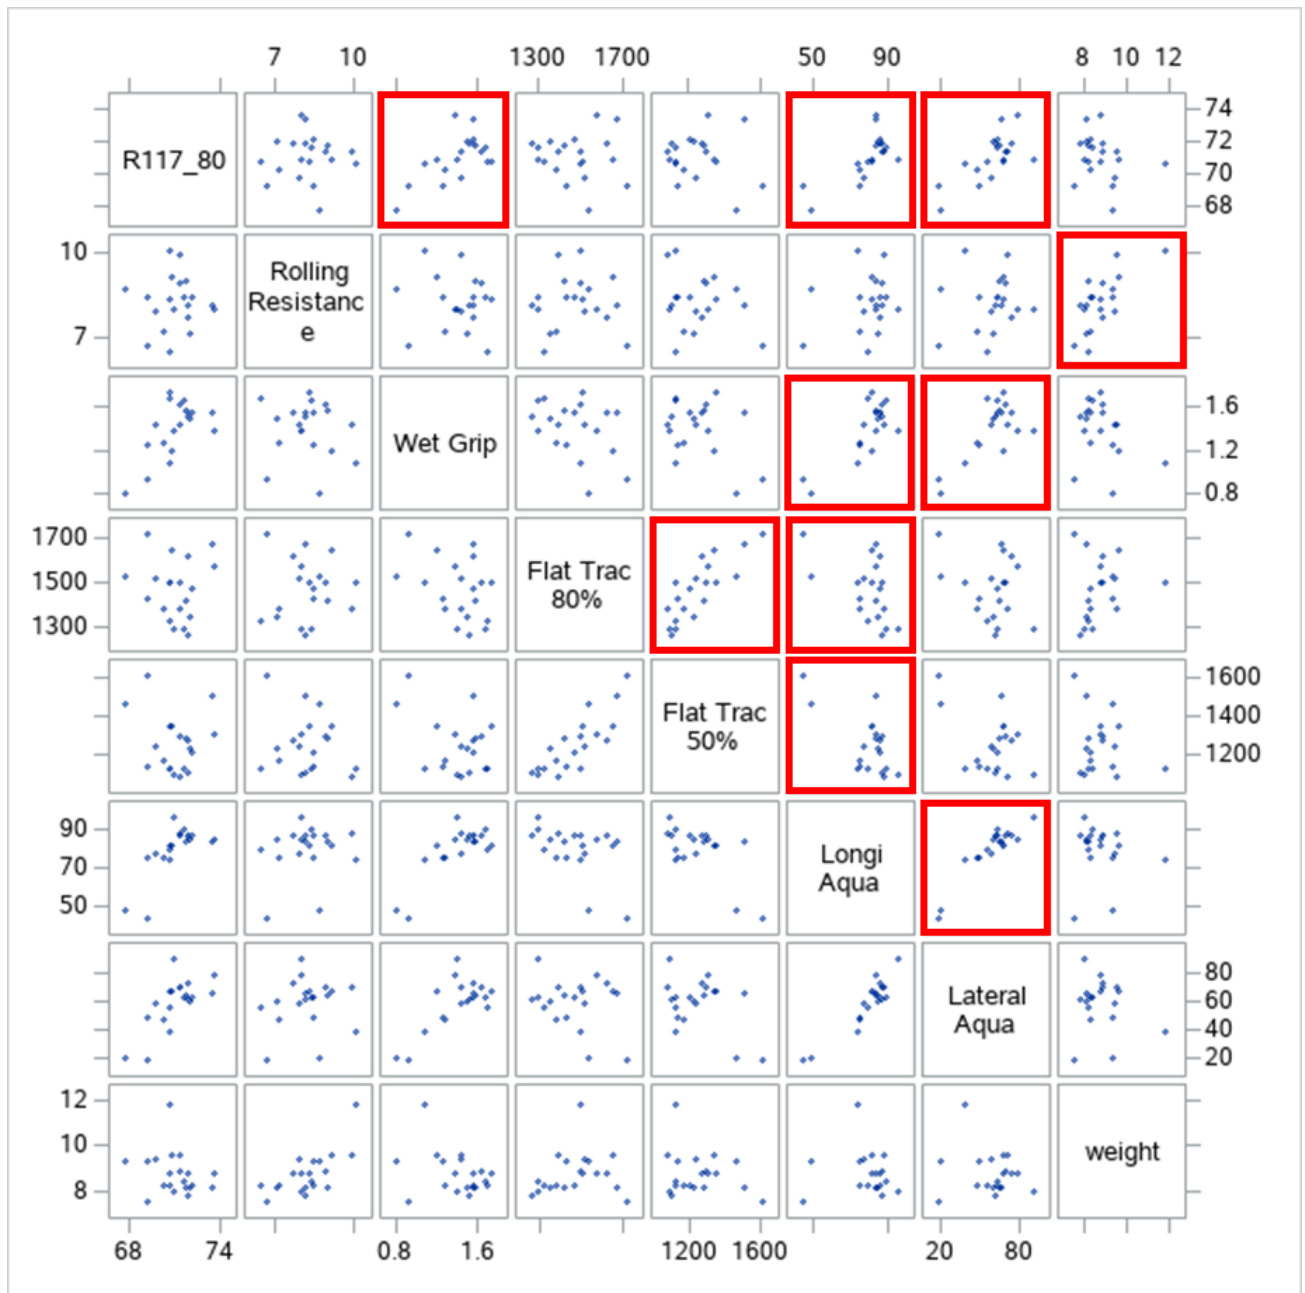 7 10 1300 1700 50 90 8 10 12
R117_80
74
72
70
68
10
7
Rolling
Resistanc
e
Wet Grip
1.6
1.2
0.8
1700
1500
1300
Flat Trac
80%
Flat Trac
50%
1600
1400
1200
90
70
50
Longi
Aqua
Lateral
Aqua
80
60
40
20
12
10
8
weight
68 74 0.8 1.6 1200 1600 20 80